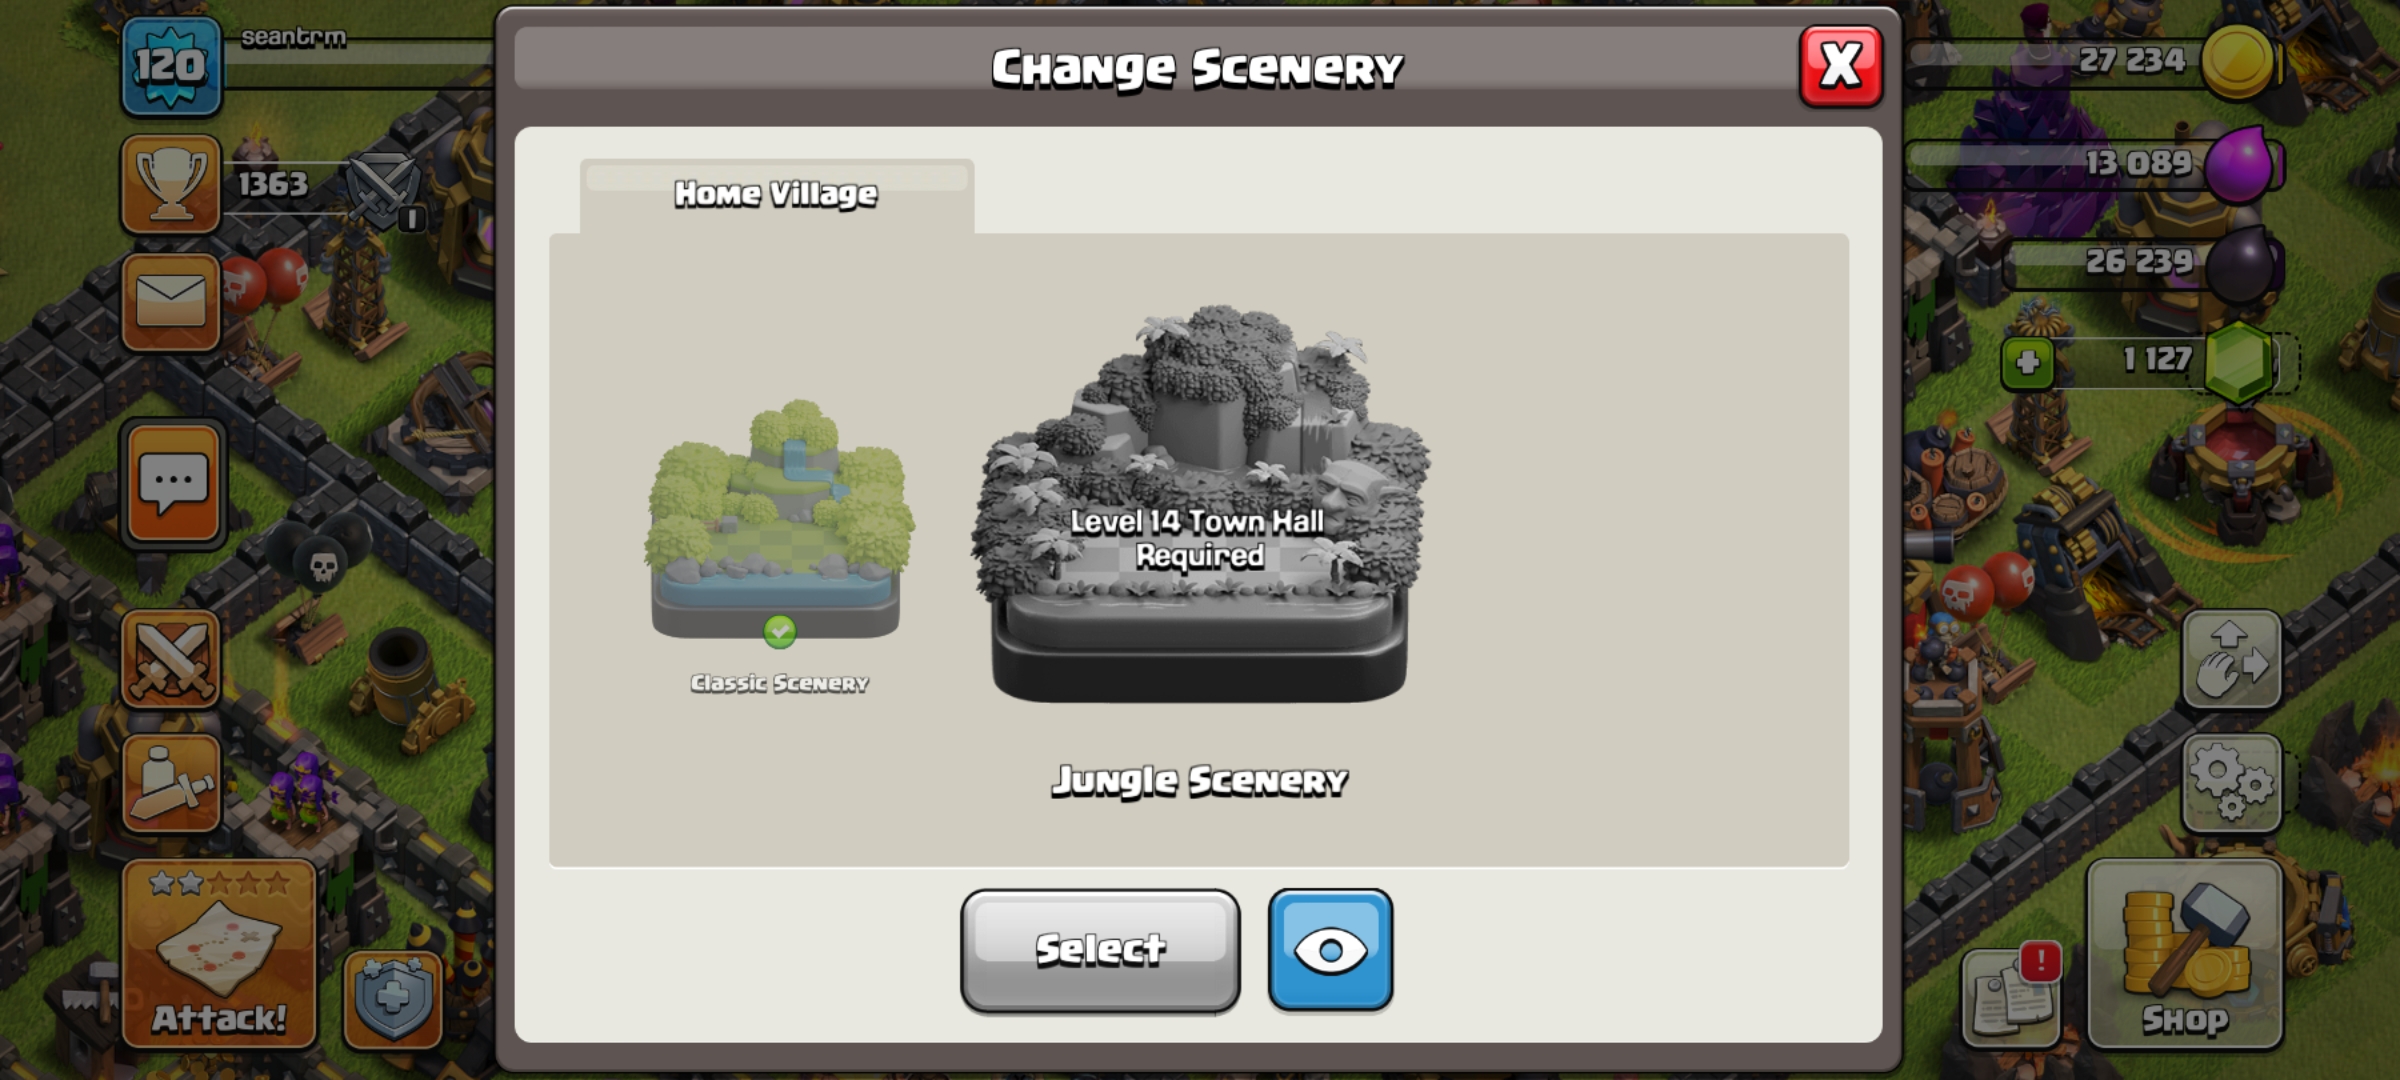 120
seantrm
Change Scenery
X
27 234
1363
I
Home Village
13 089
26 239
1 127
Level 14 Town Hall
Required
Classic Scenery
Jungle Scenery
Select
Attack!
!
Shop